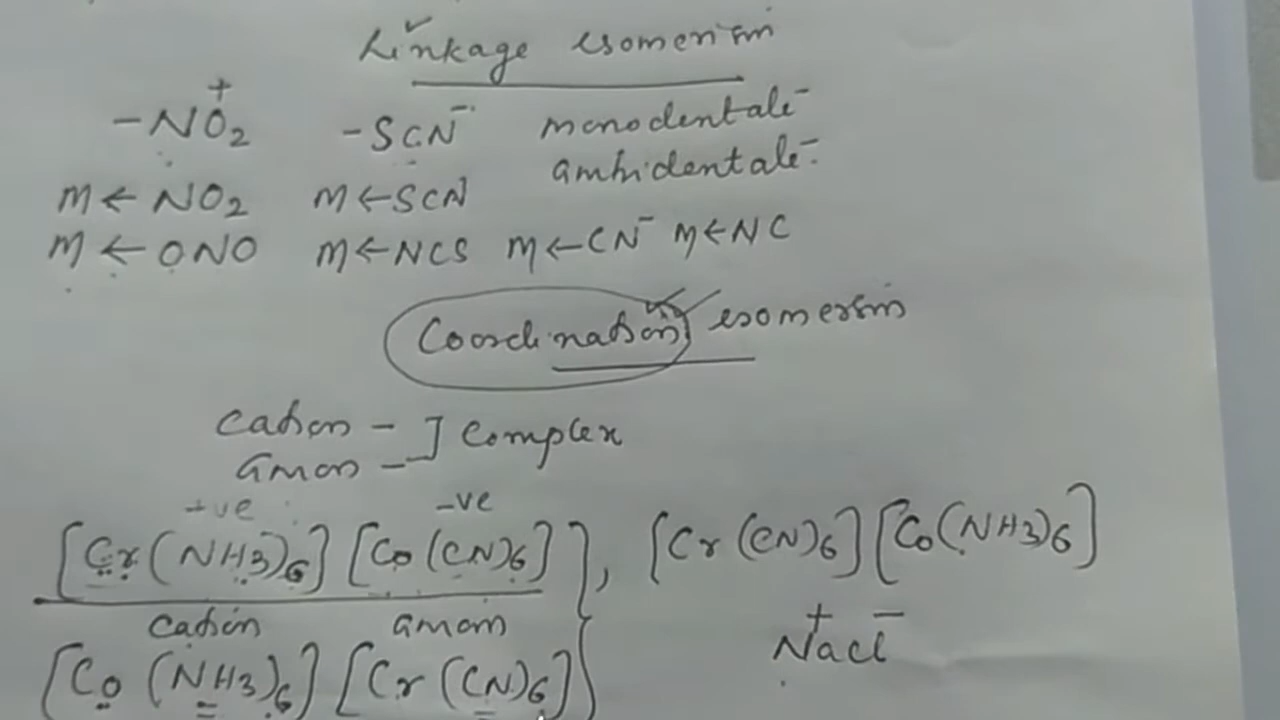 Linkage isomerism
-NO2+ -SCN- monodentate
ambidentate
M←NO2 M←SCN
M←ONO M←NCS M←CN- M←NC
Coordination isomerism
Cation - ] Complex
anion -
+ve -ve
[Cr(NH3)6] [Co(CN)6] }, [Cr(CN)6] [Co(NH3)6]
Cation anion + -
NaCl
[Co(NH3)6] [Cr(CN)6]